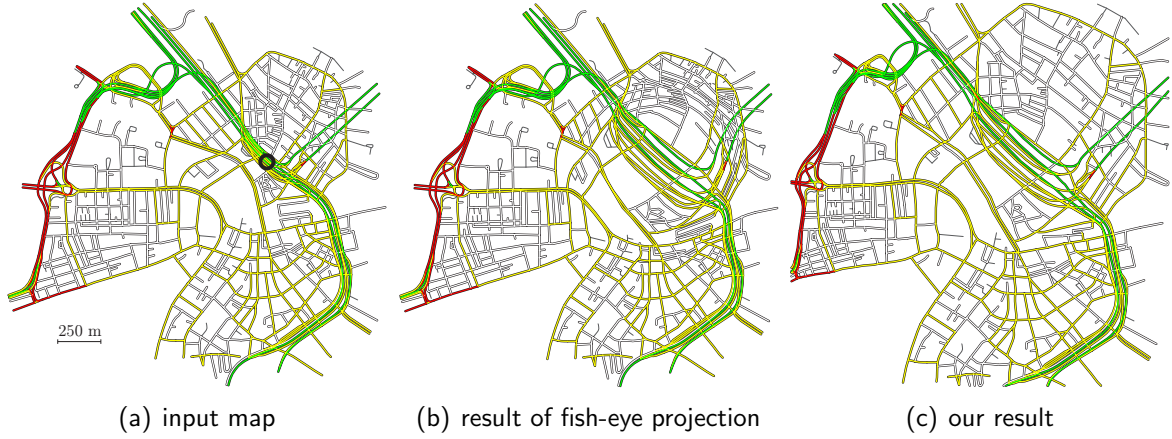 250 m
(a) input map
(b) result of fish-eye projection
(c) our result